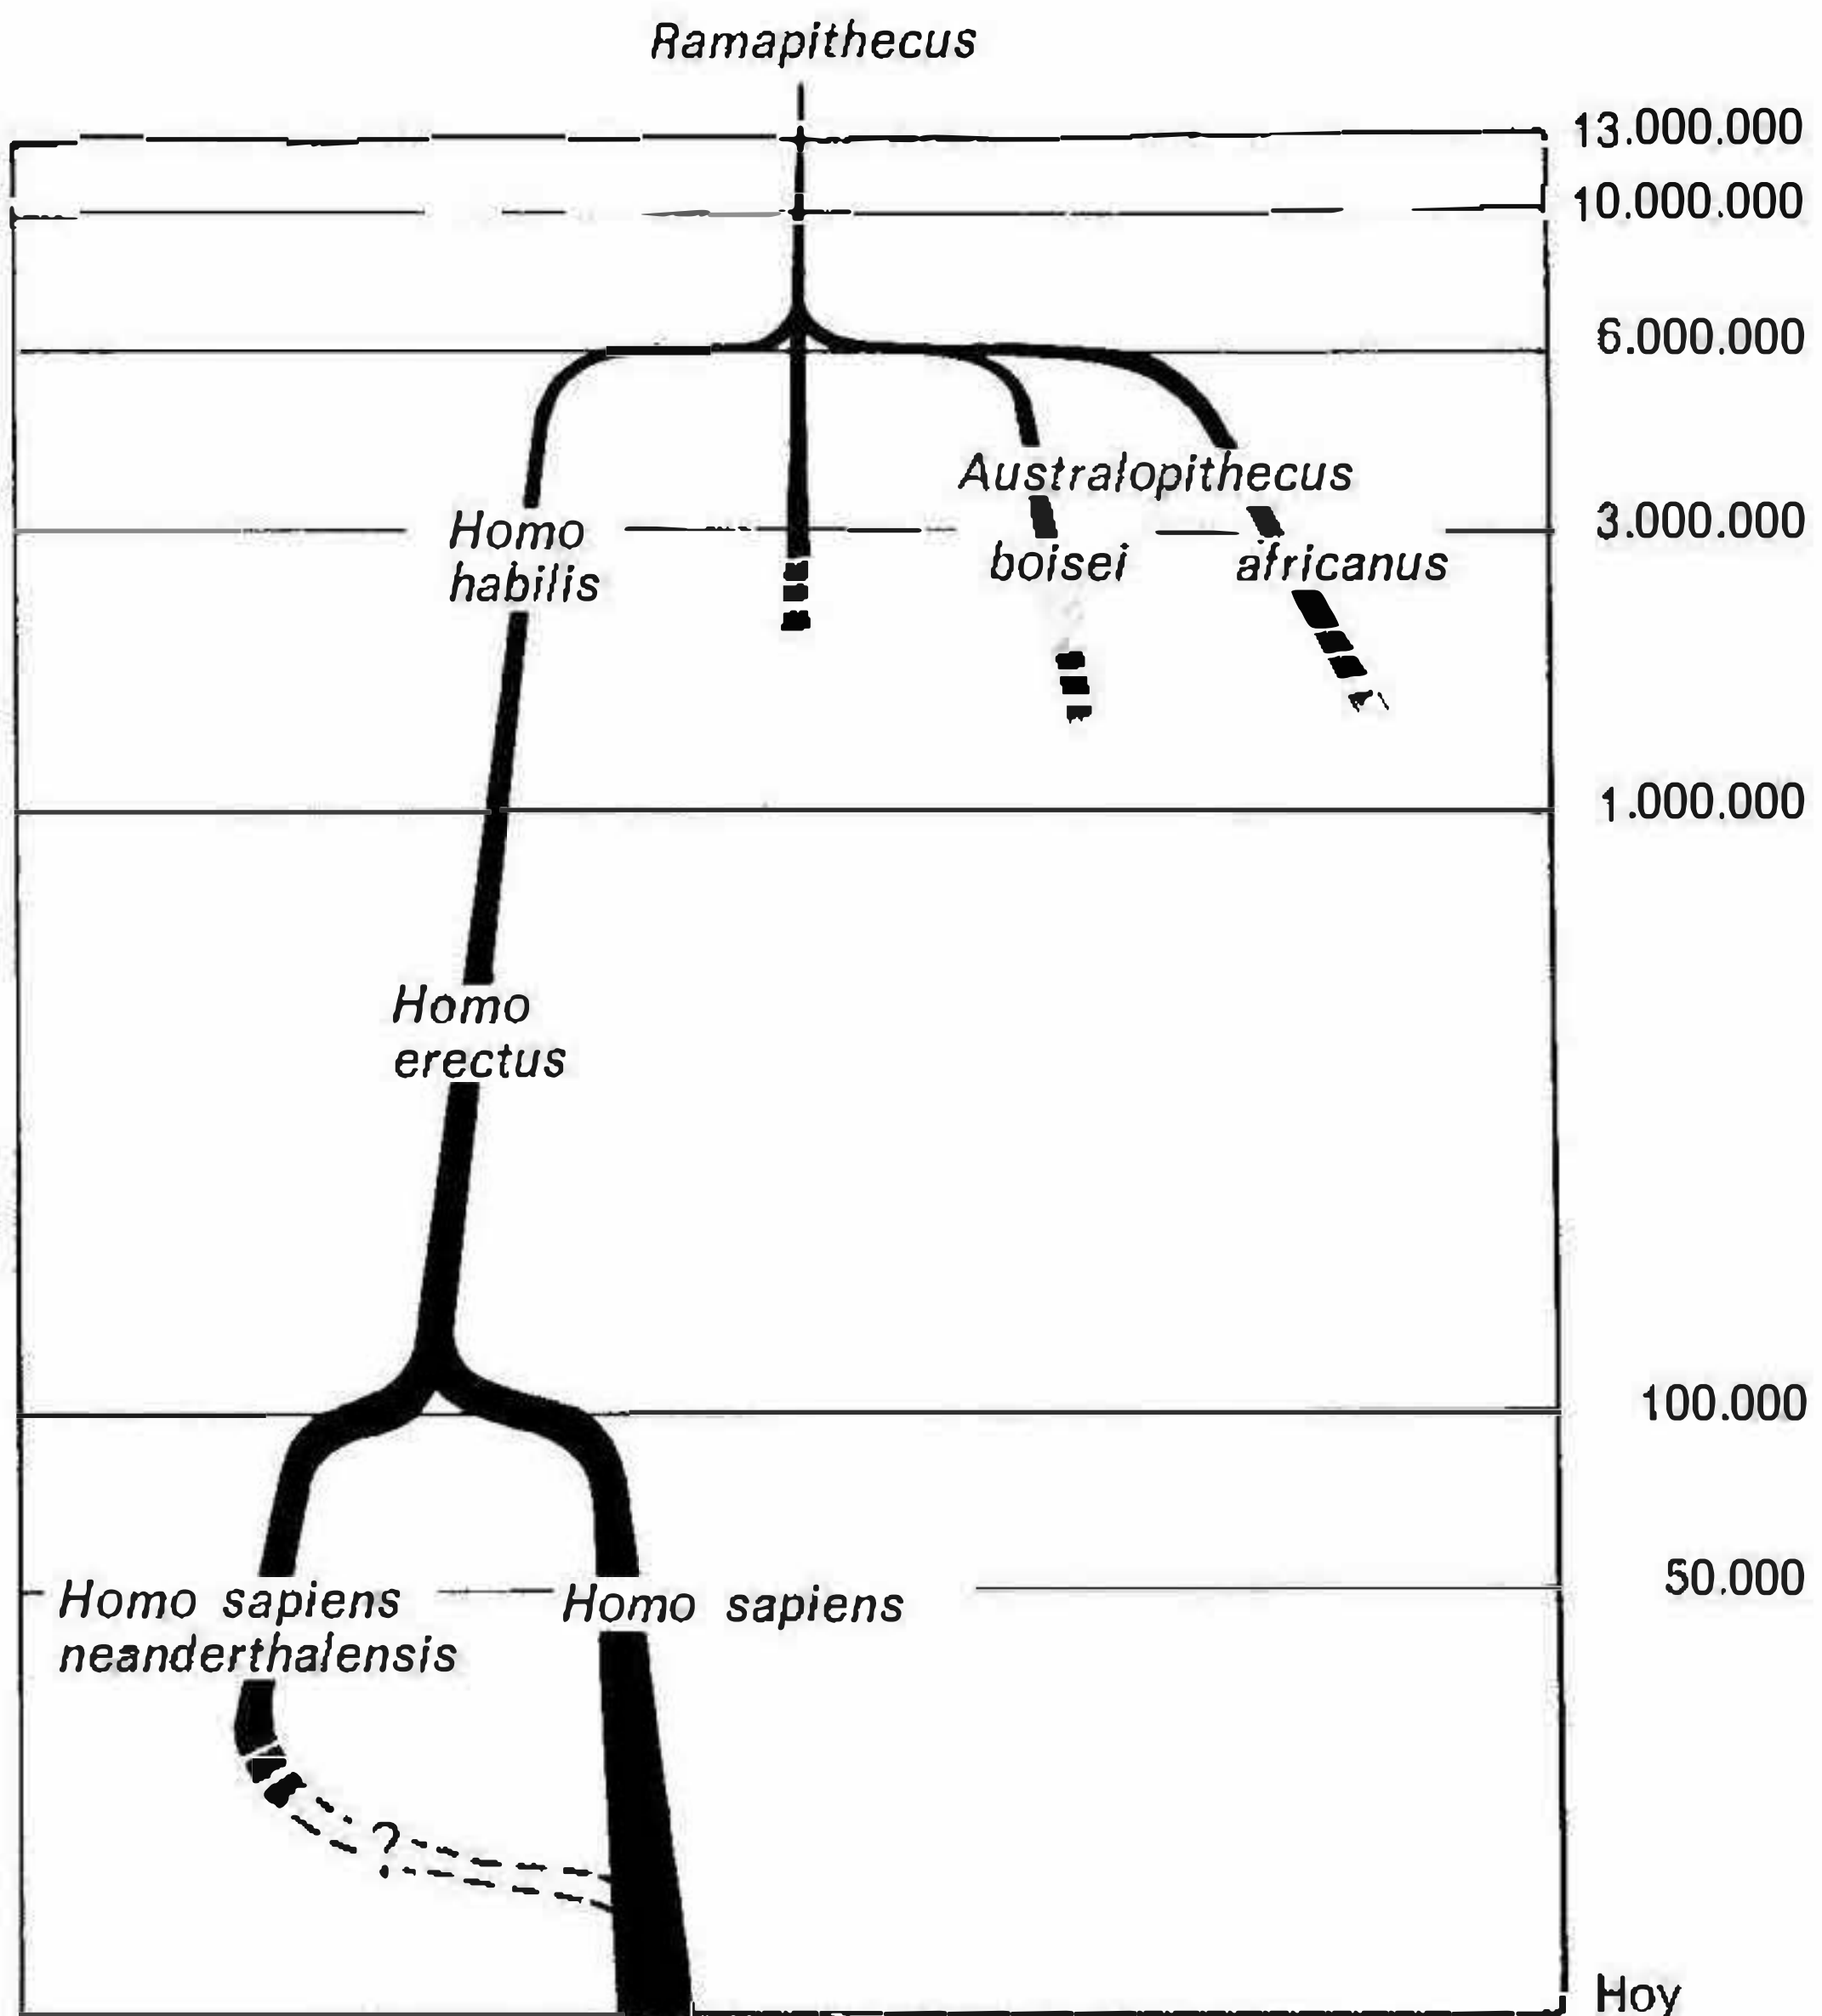 Ramapithecus
13.000.000
10.000.000
6.000.000
Australopithecus
Homo
habilis
3.000.000
boisei
africanus
1.000.000
Homo
erectus
100.000
50.000
Homo sapiens
neanderthalensis
Homo sapiens
?
Hoy